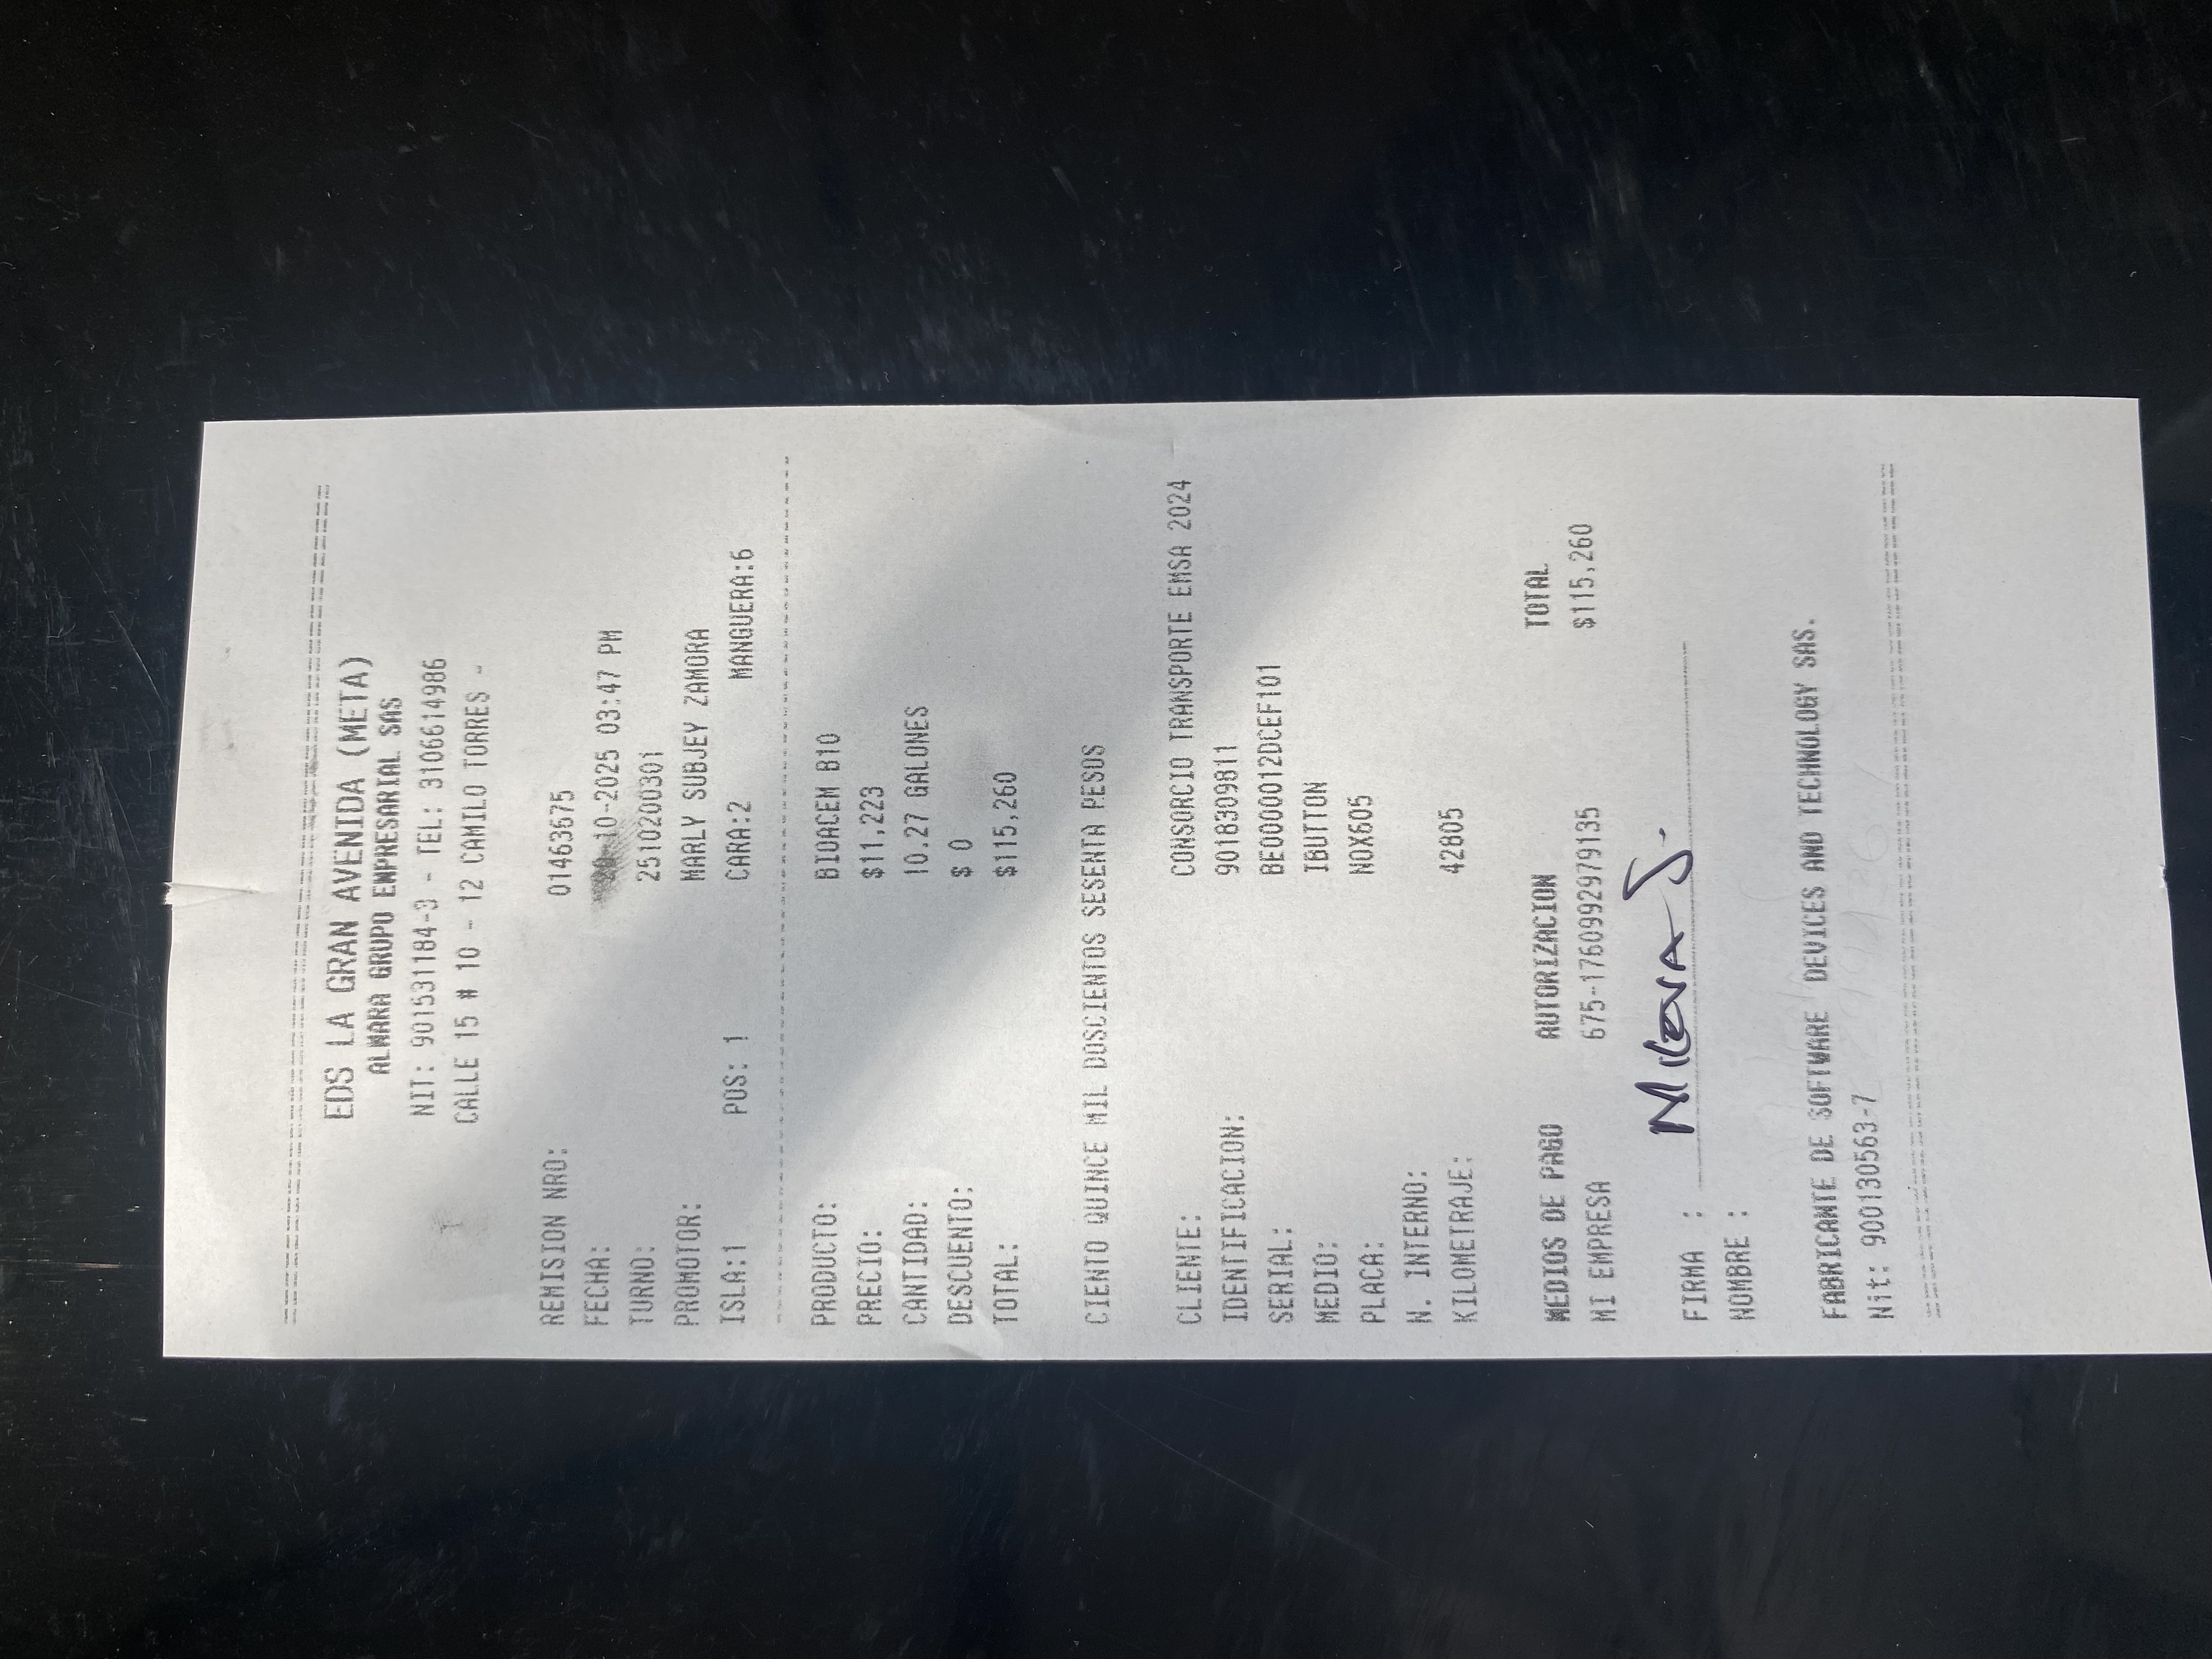 EDS LA GRAN AVENIDA (META)
ALMARA GRUPO EMPRESARIAL SAS
NIT: 901531184-3 - TEL: 3106614986
CALLE 15 # 10 - 12 CAMILO TORRES -
REMISION NRO: 01463675
FECHA: 10-2025 03:47 PM
TURNO: 2510200301
PROMOTOR: MARLY SUBJEY ZAMORA
ISLA:1 POS: 1 CARA:2 MANGUERA:6
PRODUCTO: BIOACEM B10
PRECIO: $11,223
CANTIDAD: 10.27 GALONES
DESCUENTO: $ 0
TOTAL: $115,260
CIENTO QUINCE MIL DOSCIENTOS SESENTA PESOS
CLIENTE: CONSORCIO TRANSPORTE EMSA 2024
IDENTIFICACION: 9018309811
SERIAL: BE0000012DCEF101
MEDIO: IBUTTON
PLACA: NOX605
N. INTERNO:
KILOMETRAJE: 42805
MEDIOS DE PAGO AUTORIZACION TOTAL
MI EMPRESA 675-1760992979135 $115,260
FIRMA : Milena J.
NOMBRE :
FABRICANTE DE SOFTWARE DEVICES AND TECHNOLOGY SAS.
Nit: 900130563-7